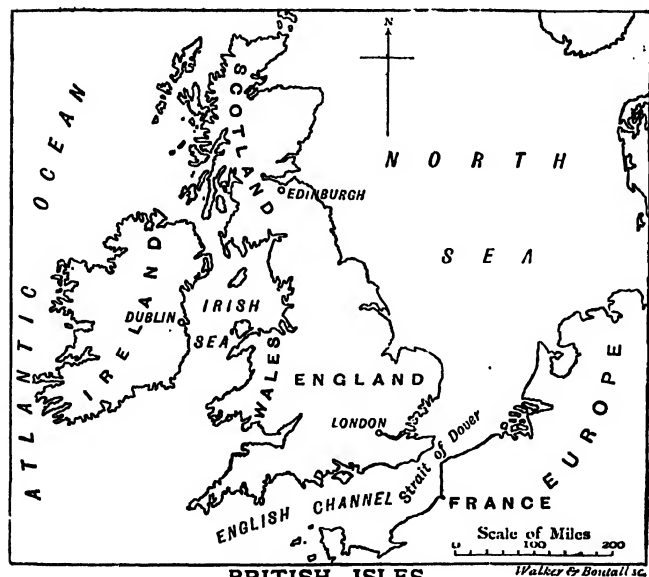 N
SCOTLAND
ATLANTIC OCEAN
NORTH
SEA
EDINBURGH
IRELAND
DUBLIN
IRISH
SEA
WALES
ENGLAND
LONDON
Strait of Dover
ENGLISH CHANNEL
FRANCE
EUROPE
Scale of Miles
0 100 200
BRITISH ISLES
Walker & Boutall sc.